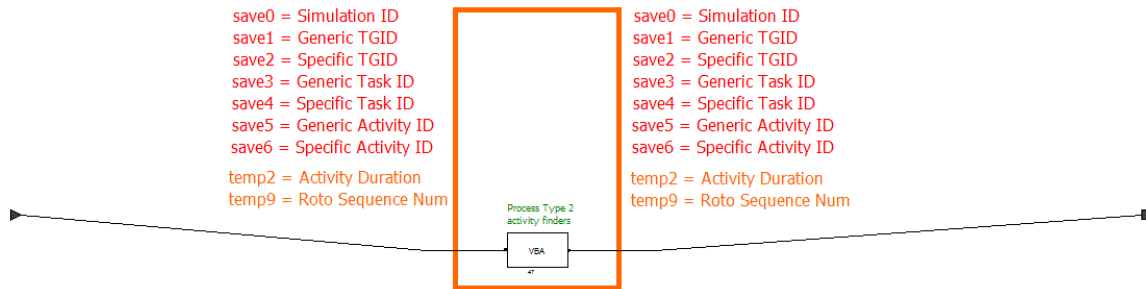 save0 = Simulation ID
save1 = Generic TGID
save2 = Specific TGID
save3 = Generic Task ID
save4 = Specific Task ID
save5 = Generic Activity ID
save6 = Specific Activity ID
temp2 = Activity Duration
temp9 = Roto Sequence Num
Process Type 2
activity finders
VBA
47
save0 = Simulation ID
save1 = Generic TGID
save2 = Specific TGID
save3 = Generic Task ID
save4 = Specific Task ID
save5 = Generic Activity ID
save6 = Specific Activity ID
temp2 = Activity Duration
temp9 = Roto Sequence Num